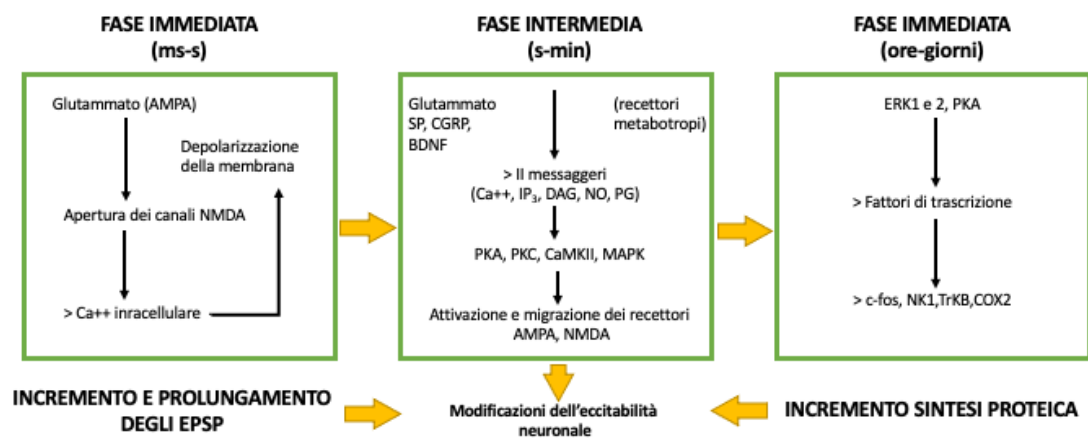 FASE IMMEDIATA
(ms-s)
Glutammato (AMPA)
Depolarizzazione
della membrana
Apertura dei canali NMDA
> Ca++ inracellulare
INCREMENTO E PROLUNGAMENTO
DEGLI EPSP
FASE INTERMEDIA
(s-min)
Glutammato
SP, CGRP,
BDNF
(recettori
metabotropi)
> II messaggeri
(Ca++, IP₃, DAG, NO, PG)
PKA, PKC, CaMKII, MAPK
Attivazione e migrazione dei recettori
AMPA, NMDA
Modificazioni dell'eccitabilità
neuronale
FASE IMMEDIATA
(ore-giorni)
ERK1 e 2, PKA
> Fattori di trascrizione
> c-fos, NK1,TrKB,COX2
INCREMENTO SINTESI PROTEICA